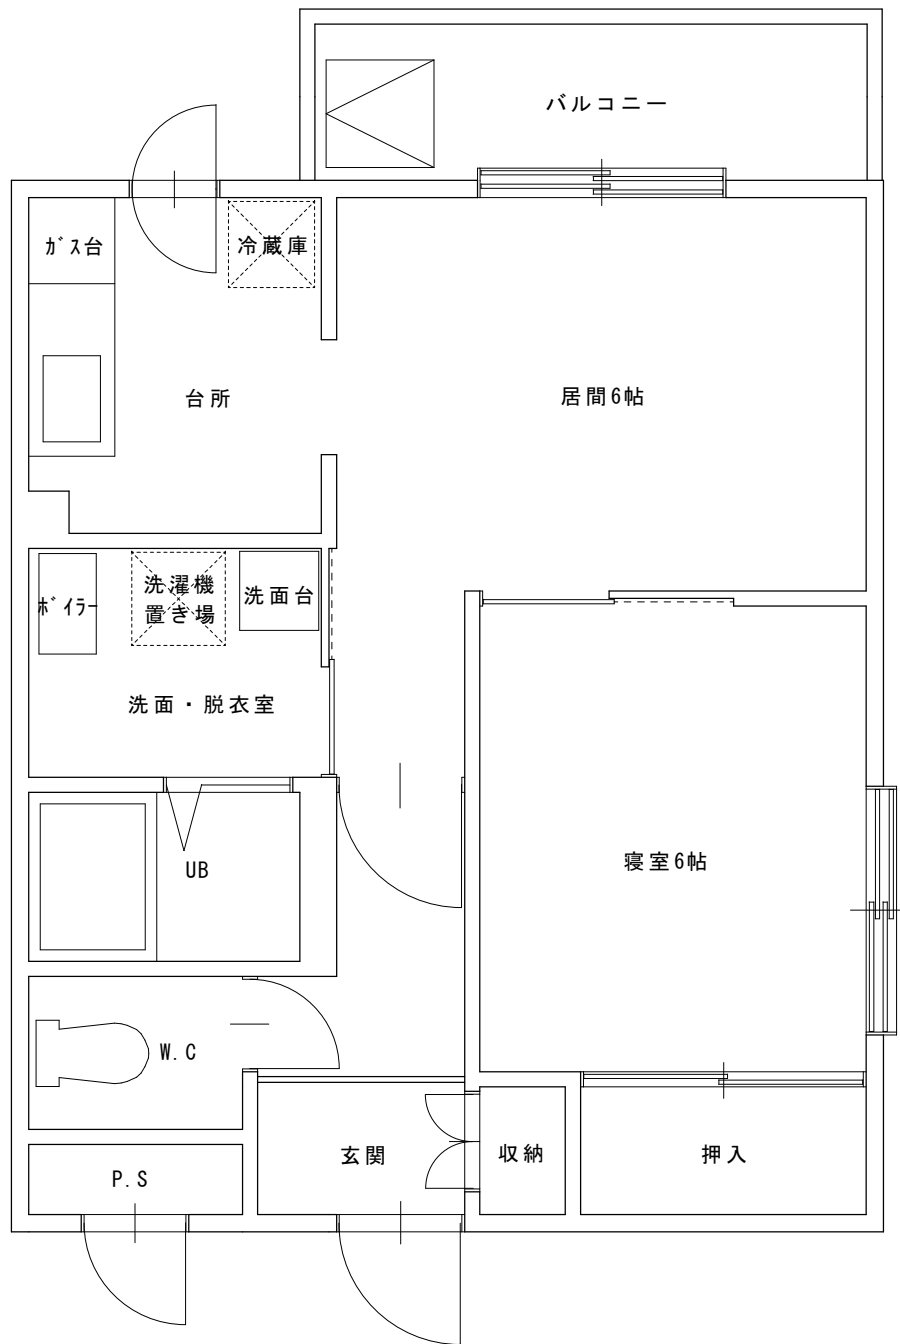 バルコニー
ｶﾞｽ台
冷蔵庫
台所
居間6帖
ﾎﾞｲﾗｰ
洗濯機
置き場
洗面台
洗面・脱衣室
UB
寝室6帖
W.C
玄関
収納
押入
P.S